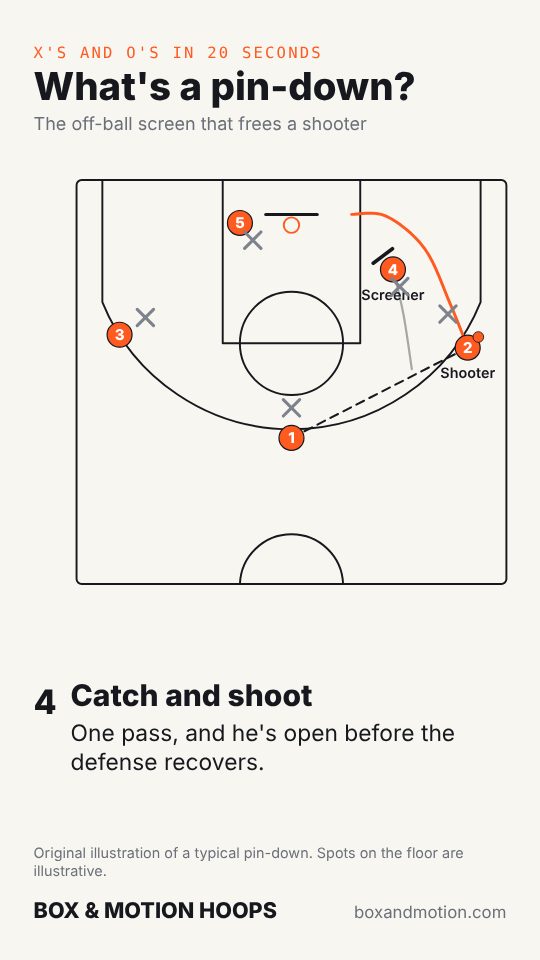 X'S AND O'S IN 20 SECONDS
What's a pin-down?
The off-ball screen that frees a shooter
5
4
Screener
3
2
Shooter
1
4 Catch and shoot
One pass, and he's open before the
defense recovers.
Original illustration of a typical pin-down. Spots on the floor are
illustrative.
BOX & MOTION HOOPS
boxandmotion.com